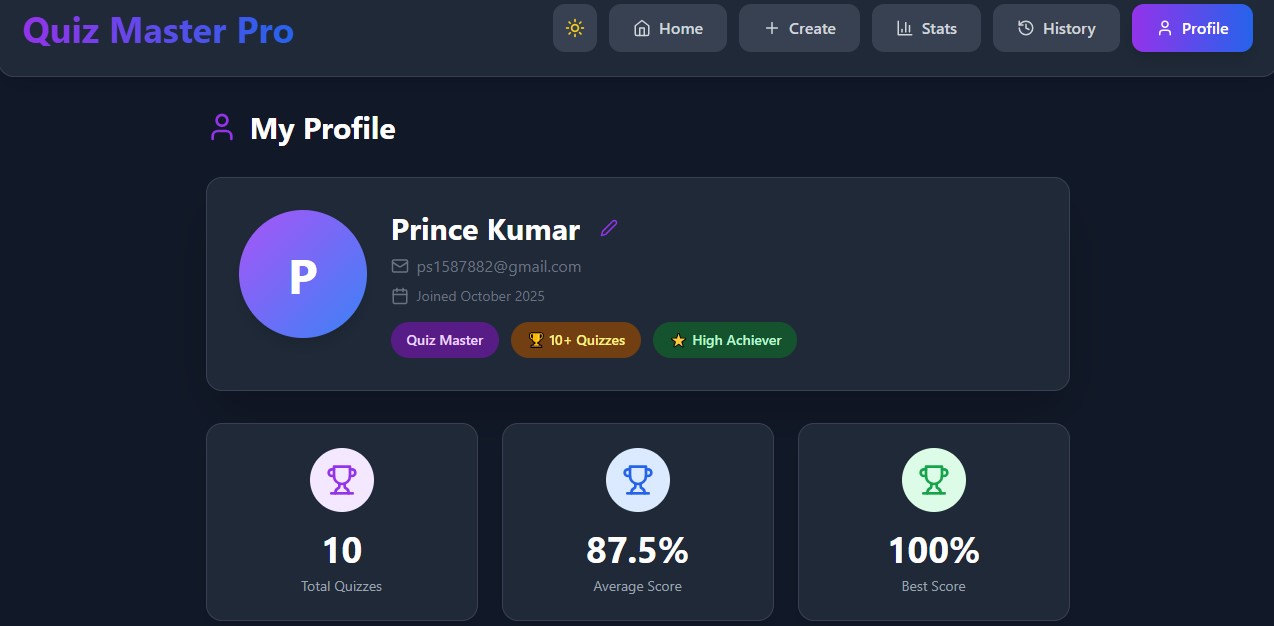 Quiz Master Pro
Home
Create
Stats
History
Profile
My Profile
P
Prince Kumar
ps1587882@gmail.com
Joined October 2025
Quiz Master
🏆 10+ Quizzes
⭐ High Achiever
10
Total Quizzes
87.5%
Average Score
100%
Best Score